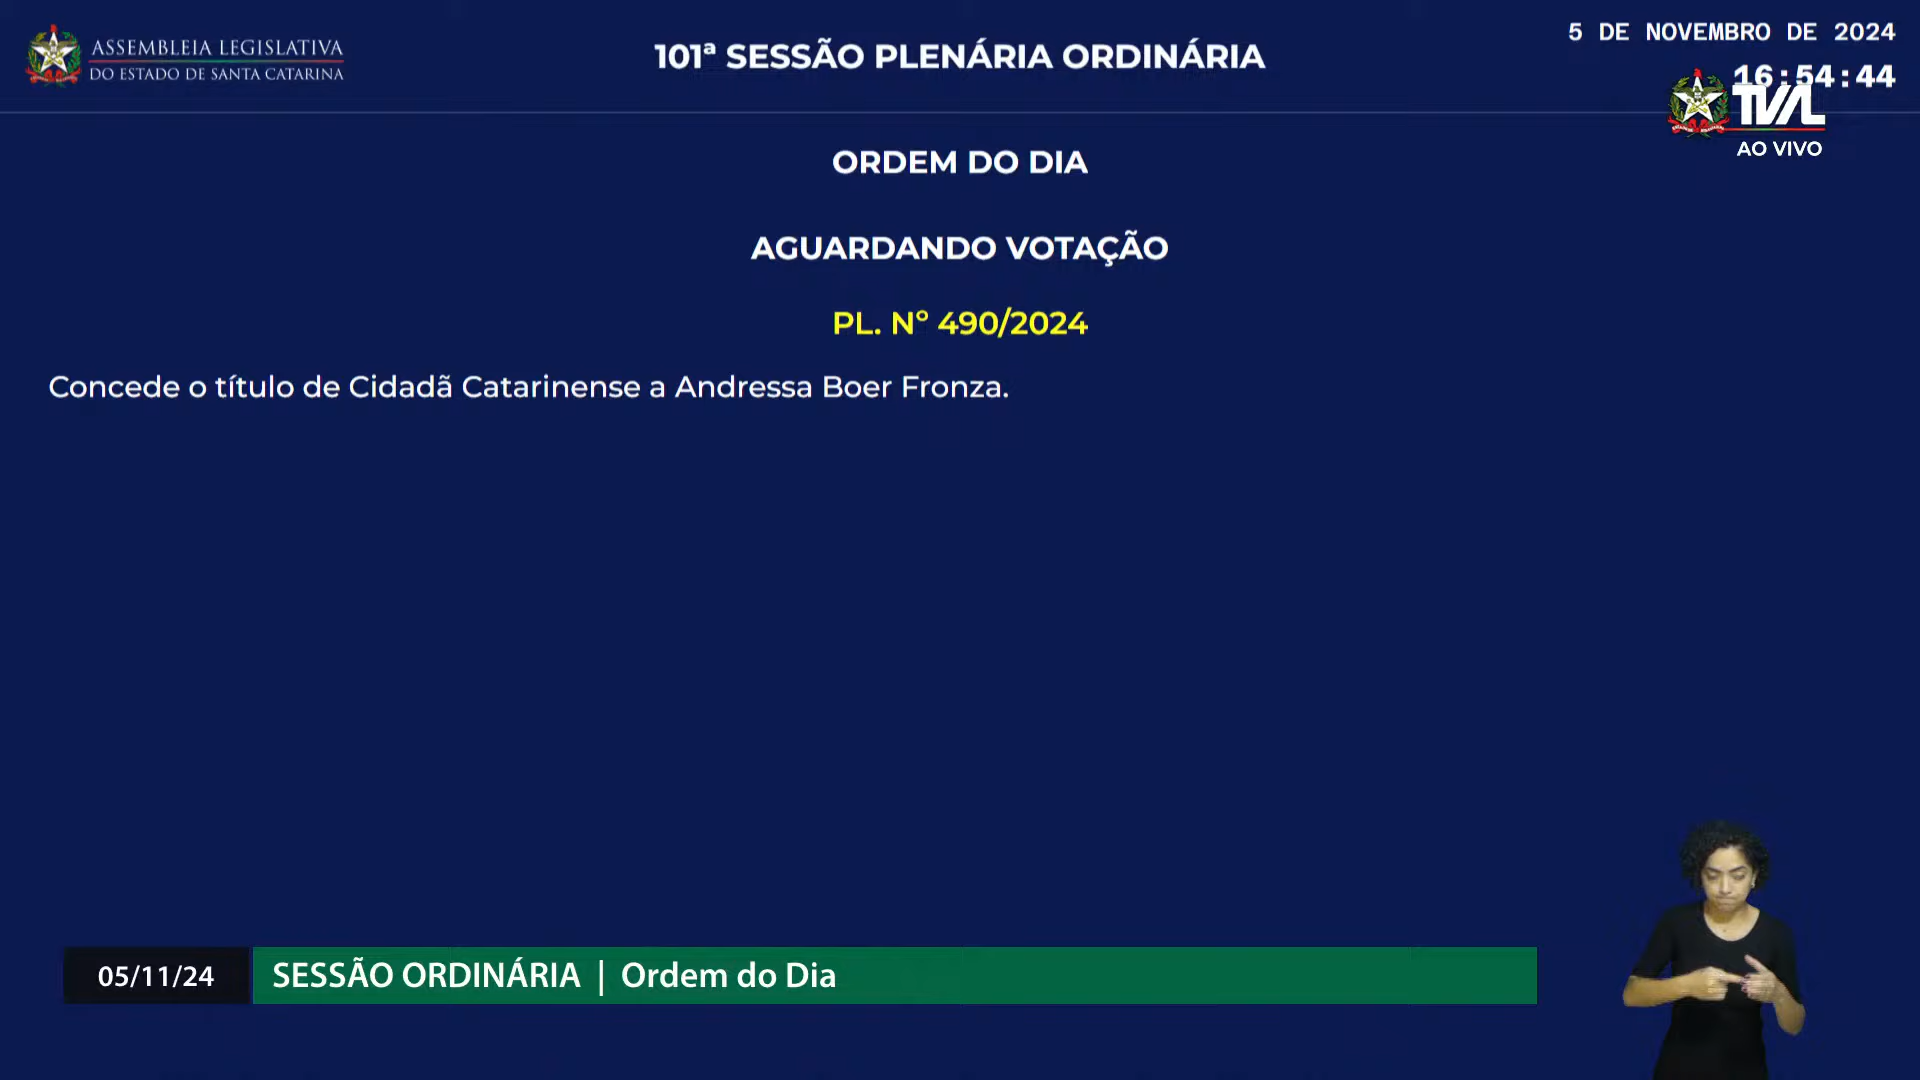 ASSEMBLEIA LEGISLATIVA
DO ESTADO DE SANTA CATARINA
101ª SESSÃO PLENÁRIA ORDINÁRIA
5 DE NOVEMBRO DE 2024
16:54:44
TVAL
AO VIVO
ORDEM DO DIA
AGUARDANDO VOTAÇÃO
PL. Nº 490/2024
Concede o título de Cidadã Catarinense a Andressa Boer Fronza.
05/11/24
SESSÃO ORDINÁRIA | Ordem do Dia